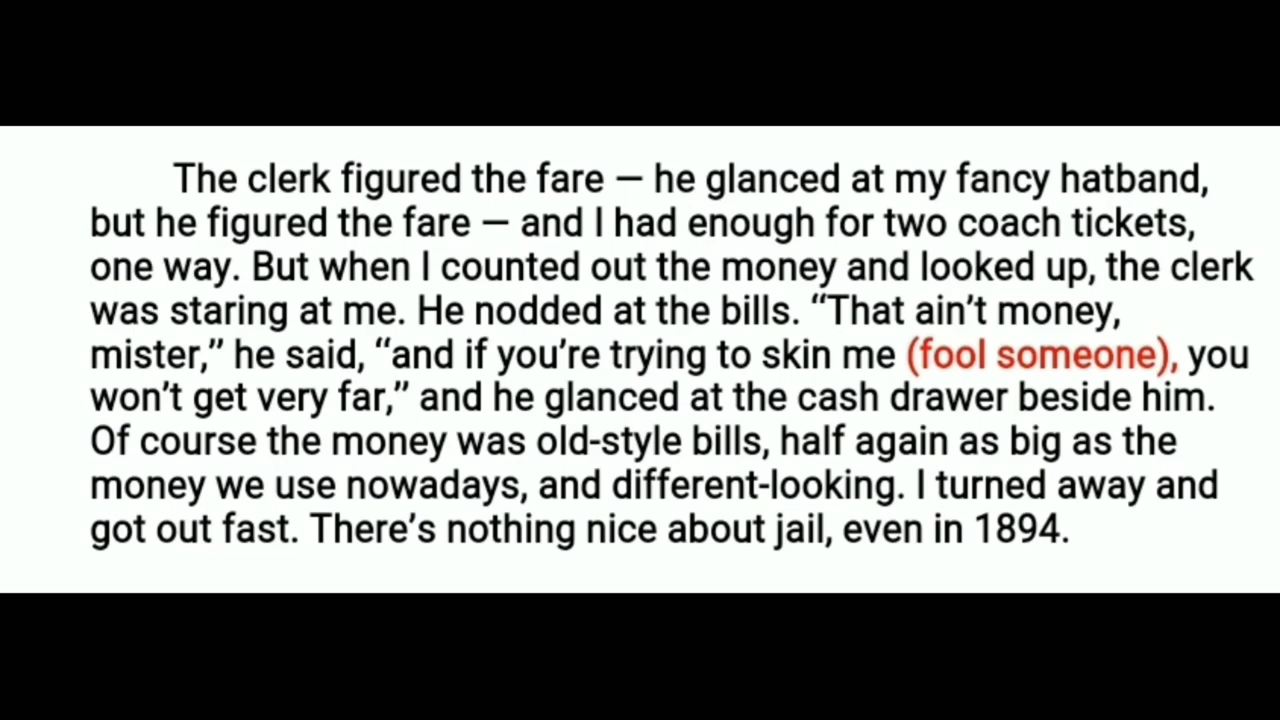 The clerk figured the fare — he glanced at my fancy hatband,
but he figured the fare — and I had enough for two coach tickets,
one way. But when I counted out the money and looked up, the clerk
was staring at me. He nodded at the bills. “That ain’t money,
mister,” he said, “and if you’re trying to skin me (fool someone), you
won’t get very far,” and he glanced at the cash drawer beside him.
Of course the money was old-style bills, half again as big as the
money we use nowadays, and different-looking. I turned away and
got out fast. There’s nothing nice about jail, even in 1894.